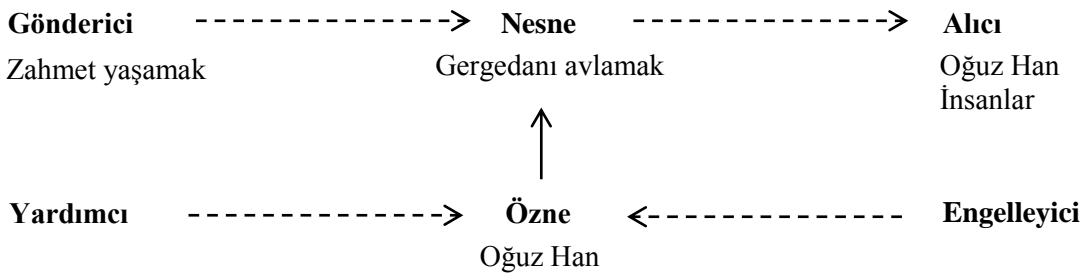 Gönderici Nesne Alıcı
Zahmet yaşamak Gergedanı avlamak Oğuz Han
İnsanlar
Yardımcı Özne Engelleyici
Oğuz Han